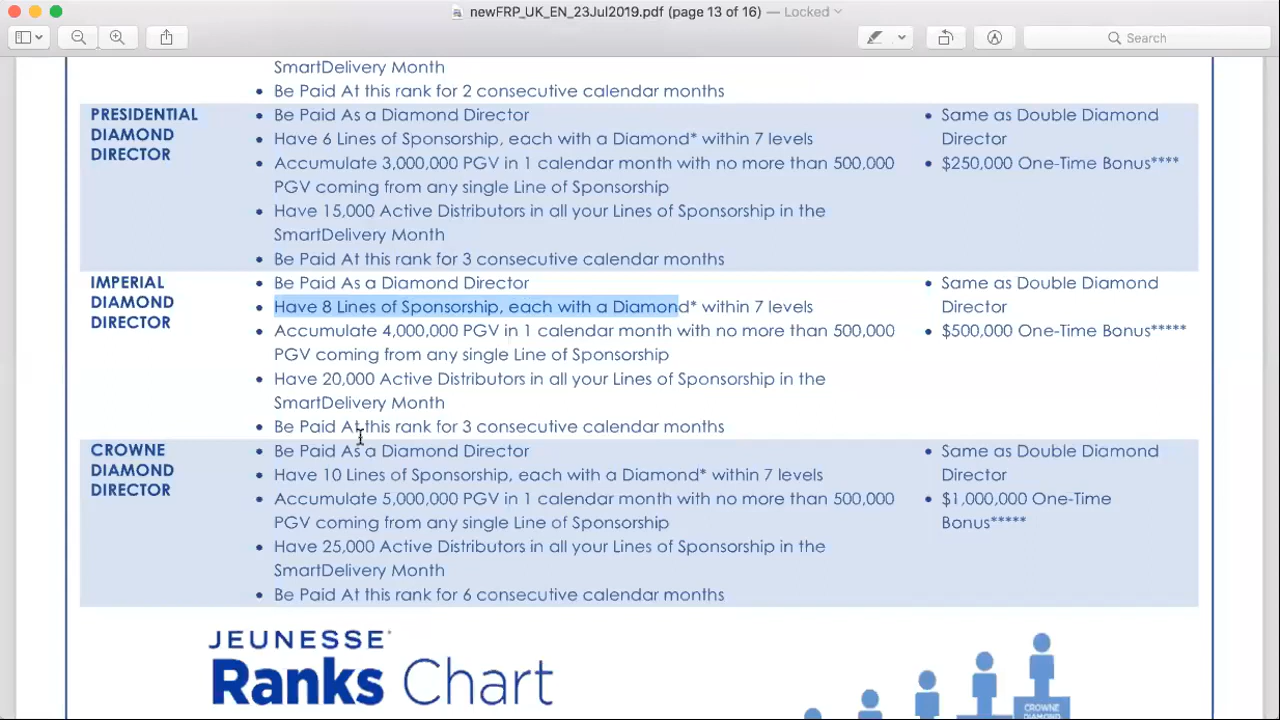 newFRP_UK_EN_23Jul2019.pdf (page 13 of 16) — Locked
Search
SmartDelivery Month
• Be Paid At this rank for 2 consecutive calendar months
PRESIDENTIAL
DIAMOND
DIRECTOR
• Be Paid As a Diamond Director
• Have 6 Lines of Sponsorship, each with a Diamond* within 7 levels
• Accumulate 3,000,000 PGV in 1 calendar month with no more than 500,000
PGV coming from any single Line of Sponsorship
• Have 15,000 Active Distributors in all your Lines of Sponsorship in the
SmartDelivery Month
• Be Paid At this rank for 3 consecutive calendar months
• Same as Double Diamond
Director
• $250,000 One-Time Bonus****
IMPERIAL
DIAMOND
DIRECTOR
• Be Paid As a Diamond Director
• Have 8 Lines of Sponsorship, each with a Diamond* within 7 levels
• Accumulate 4,000,000 PGV in 1 calendar month with no more than 500,000
PGV coming from any single Line of Sponsorship
• Have 20,000 Active Distributors in all your Lines of Sponsorship in the
SmartDelivery Month
• Be Paid At this rank for 3 consecutive calendar months
• Same as Double Diamond
Director
• $500,000 One-Time Bonus*****
CROWNE
DIAMOND
DIRECTOR
• Be Paid As a Diamond Director
• Have 10 Lines of Sponsorship, each with a Diamond* within 7 levels
• Accumulate 5,000,000 PGV in 1 calendar month with no more than 500,000
PGV coming from any single Line of Sponsorship
• Have 25,000 Active Distributors in all your Lines of Sponsorship in the
SmartDelivery Month
• Be Paid At this rank for 6 consecutive calendar months
• Same as Double Diamond
Director
• $1,000,000 One-Time
Bonus*****
JEUNESSE
Ranks Chart
CROWNE
DIAMOND